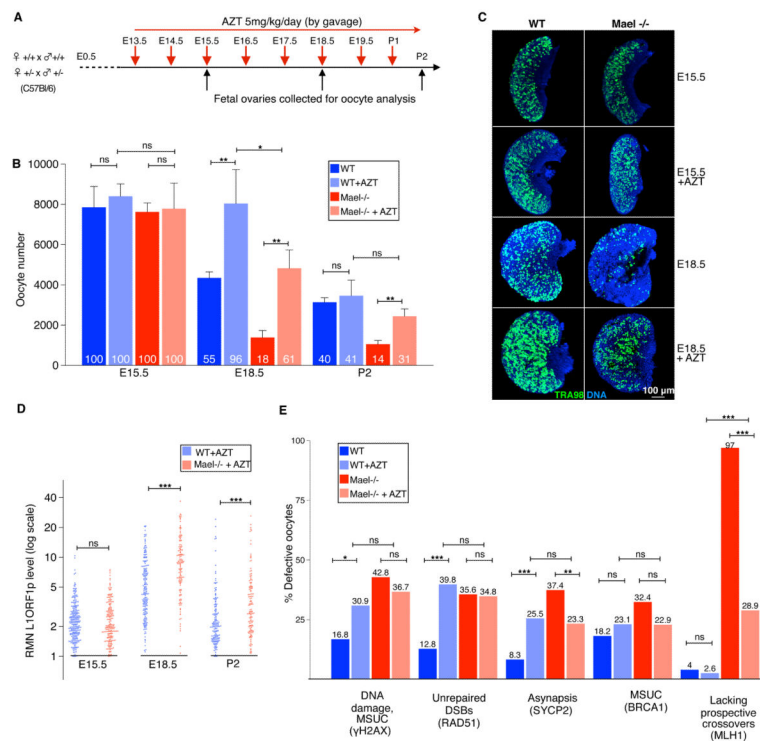 A
AZT 5mg/kg/day (by gavage)
E13.5 E14.5 E15.5 E16.5 E17.5 E18.5 E19.5 P1
♀ +/+ x ♂ +/+ E0.5 P2
♀ +/- x ♂ +/-
(C57Bl/6)
Fetal ovaries collected for oocyte analysis
B
Oocyte number
10000
8000
6000
4000
2000
0
ns ns ns ** * ** ns ns **
WT
WT+AZT
Mael-/-
Mael-/- + AZT
100 100 100 100 55 96 18 61 40 41 14 31
E15.5 E18.5 P2
C
WT Mael -/-
E15.5
E15.5
+AZT
E18.5
E18.5
+ AZT
TRA98 DNA 100 µm
D
RMN L1ORF1p level (log scale)
WT+AZT
Mael-/- + AZT
40
20
10
5
2
1
ns *** ***
E15.5 E18.5 P2
E
% Defective oocytes
100
75
50
25
WT
WT+AZT
Mael-/-
Mael-/- + AZT
* ns ns
16.8 30.9 42.8 36.7
*** ns ns
12.8 39.8 35.6 34.8
*** ns **
8.3 25.5 37.4 23.3
ns ns ns
18.2 23.1 32.4 22.9
ns *** ***
4 2.6 97 28.9
DNA
damage,
MSUC
(γH2AX)
Unrepaired
DSBs
(RAD51)
Asynapsis
(SYCP2)
MSUC
(BRCA1)
Lacking
prospective
crossovers
(MLH1)